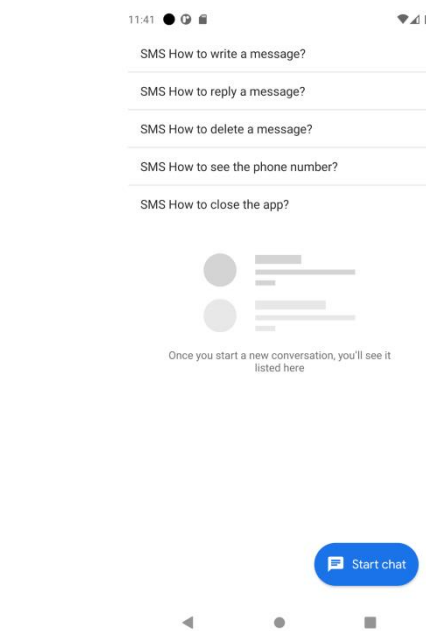 11:41
SMS How to write a message?
SMS How to reply a message?
SMS How to delete a message?
SMS How to see the phone number?
SMS How to close the app?
Once you start a new conversation, you'll see it
listed here
Start chat